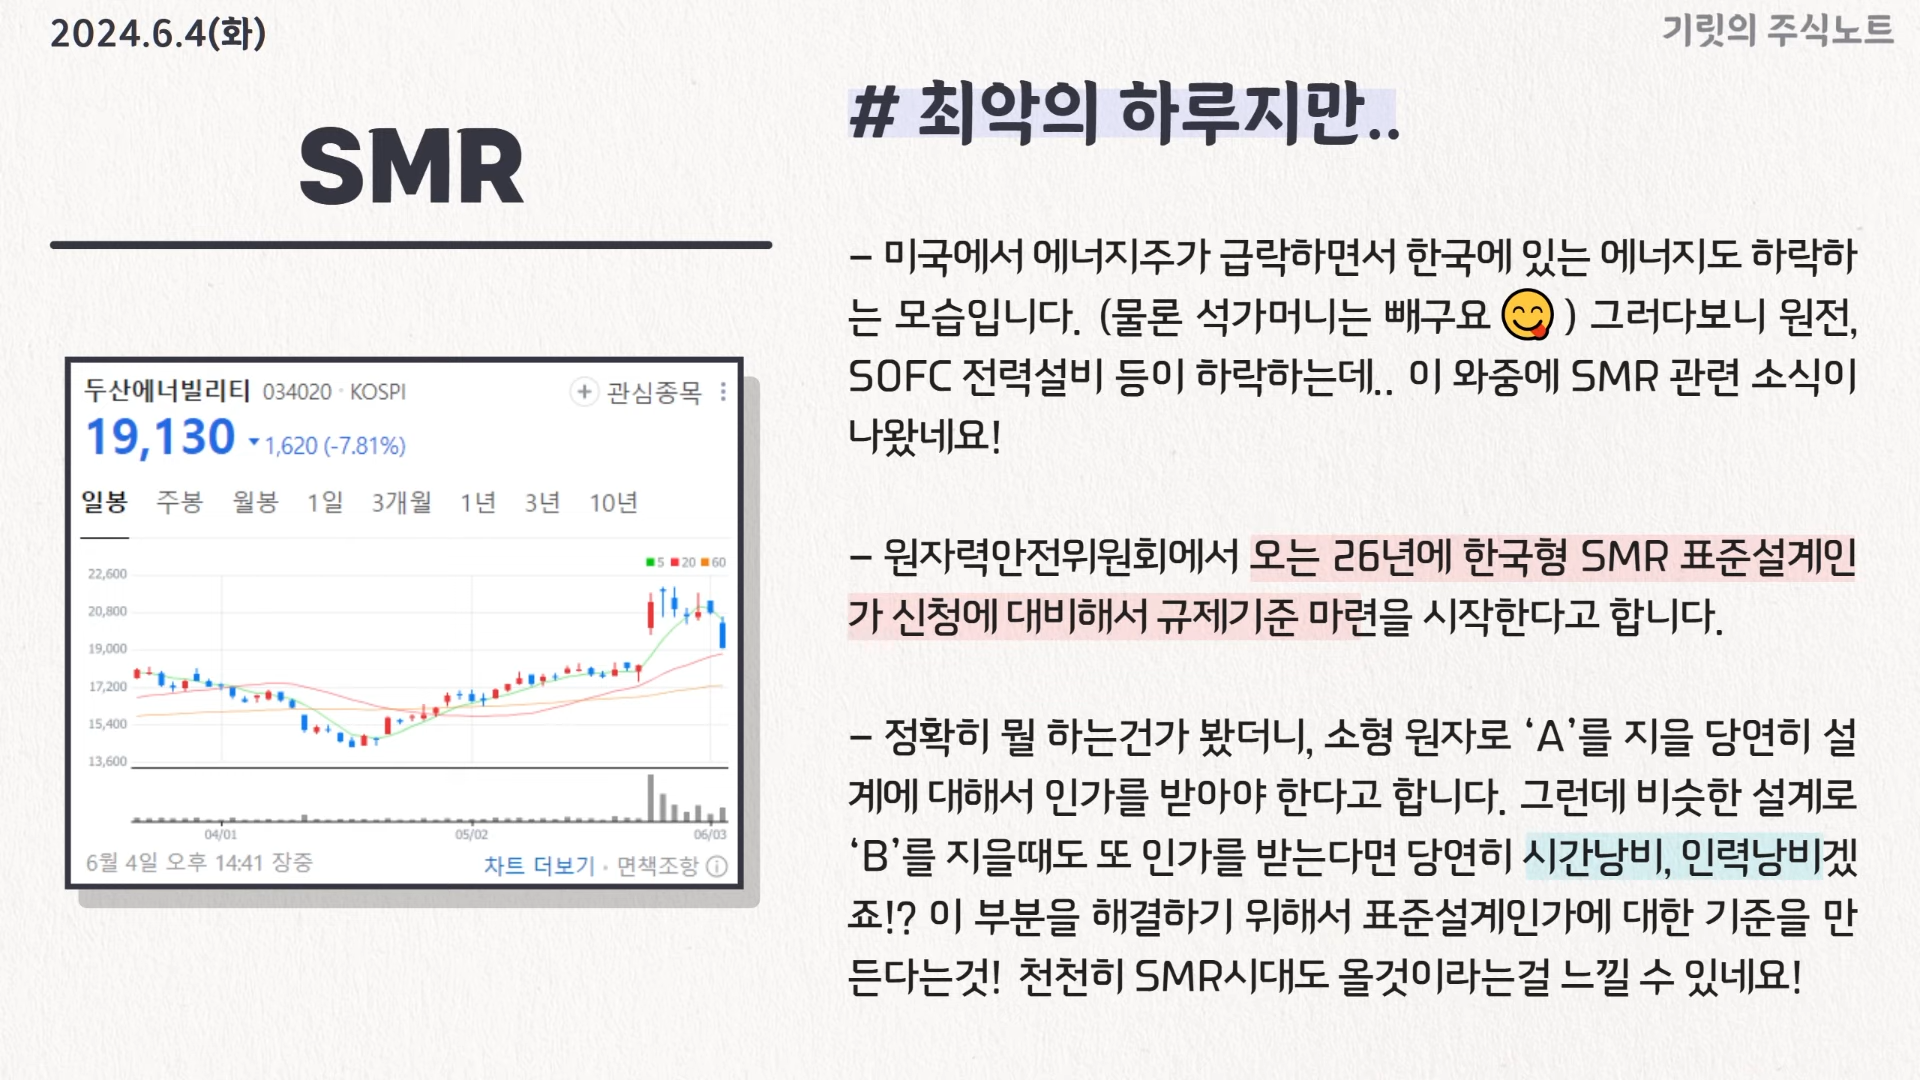 2024.6.4(화)
기릿의 주식노트
SMR
두산에너빌리티 034020 · KOSPI
+ 관심종목
19,130 ▼1,620 (-7.81%)
일봉 주봉 월봉 1일 3개월 1년 3년 10년
5 20 60
22,600
20,800
19,000
17,200
15,400
13,600
04/01 05/02 06/03
6월 4일 오후 14:41 장중
차트 더보기 · 면책조항
# 최악의 하루지만..
– 미국에서 에너지주가 급락하면서 한국에 있는 에너지도 하락하
는 모습입니다. (물론 석가머니는 빼구요 😋 ) 그러다보니 원전,
SOFC 전력설비 등이 하락하는데.. 이 와중에 SMR 관련 소식이
나왔네요!
– 원자력안전위원회에서 오는 26년에 한국형 SMR 표준설계인
가 신청에 대비해서 규제기준 마련을 시작한다고 합니다.
– 정확히 뭘 하는건가 봤더니, 소형 원자로 ‘A’를 지을 당연히 설
계에 대해서 인가를 받아야 한다고 합니다. 그런데 비슷한 설계로
‘B’를 지을때도 또 인가를 받는다면 당연히 시간낭비, 인력낭비겠
죠!? 이 부분을 해결하기 위해서 표준설계인가에 대한 기준을 만
든다는것! 천천히 SMR시대도 올것이라는걸 느낄 수 있네요!